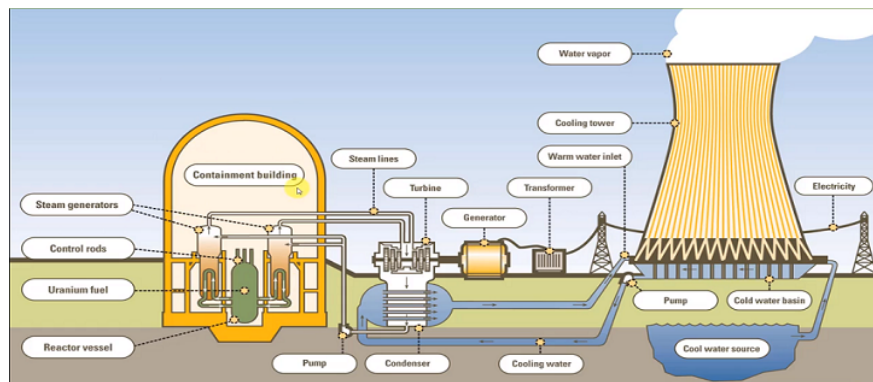 Water vapor
Cooling tower
Steam lines
Warm water inlet
Containment building
Turbine
Transformer
Electricity
Steam generators
Generator
Control rods
Uranium fuel
Pump
Cold water basin
Reactor vessel
Pump
Condenser
Cooling water
Cool water source